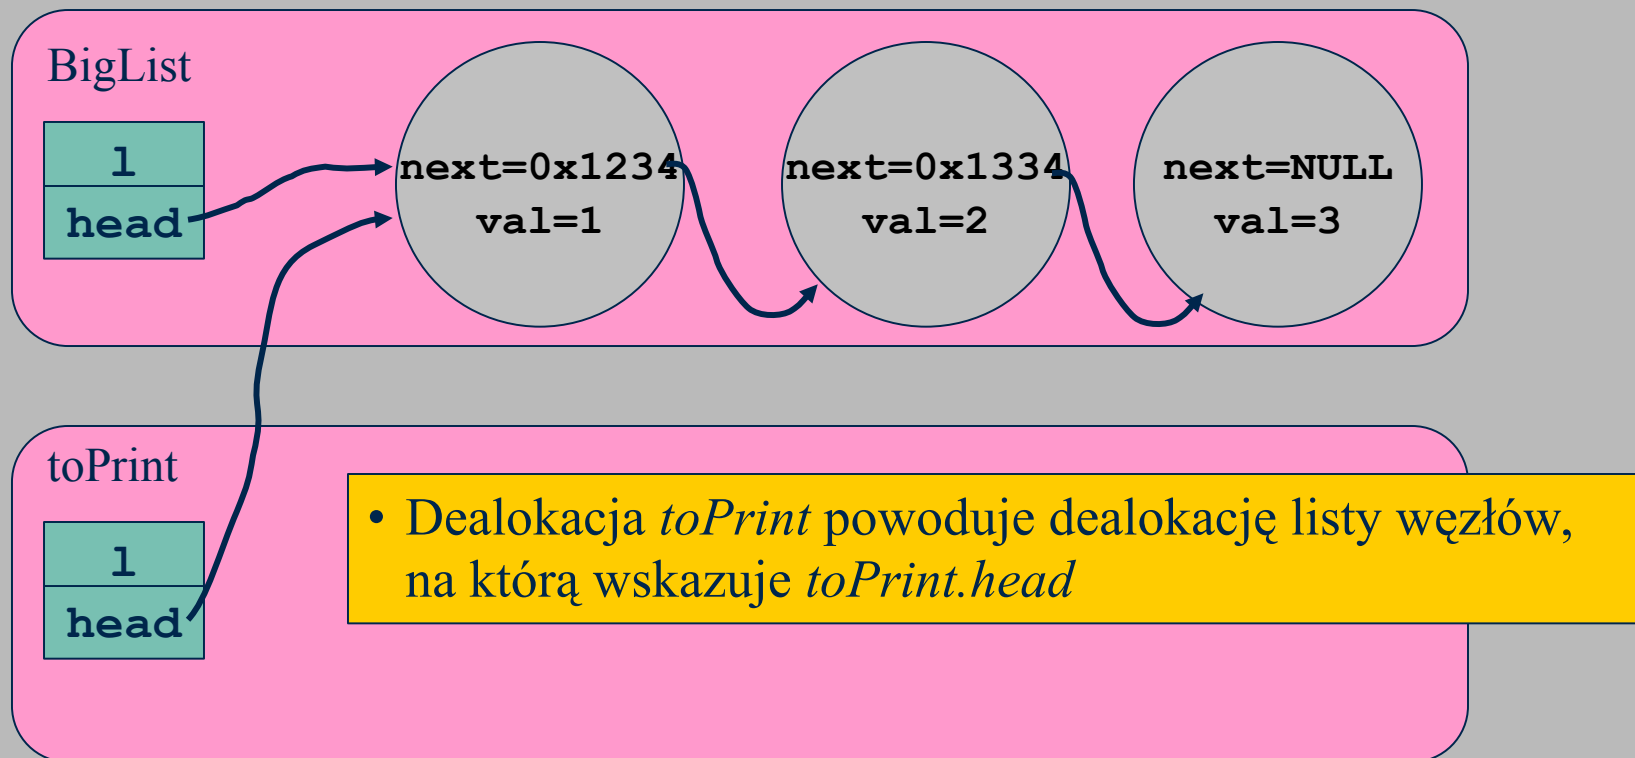 BigList
l
head
next=0x1234
val=1
next=0x1334
val=2
next=NULL
val=3
toPrint
l
head
• Dealokacja toPrint powoduje dealokację listy węzłów,
na którą wskazuje toPrint.head